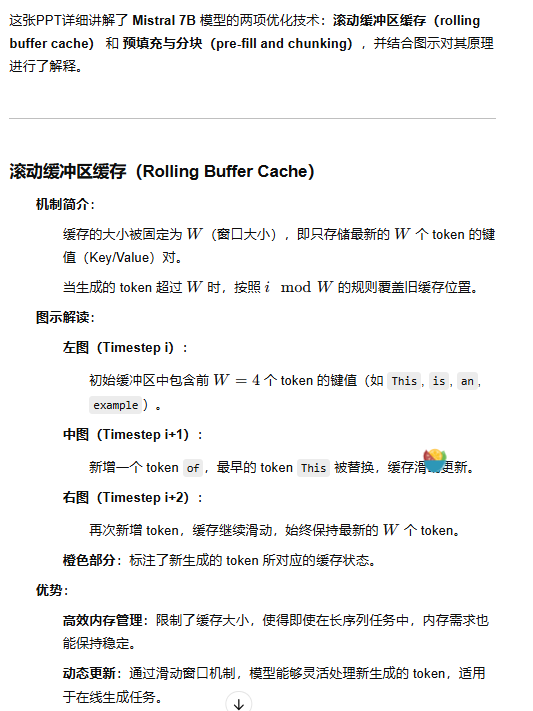 这张PPT详细讲解了 Mistral 7B 模型的两项优化技术：滚动缓冲区缓存（rolling
buffer cache） 和 预填充与分块（pre-fill and chunking），并结合图示对其原理
进行了解释。
滚动缓冲区缓存（Rolling Buffer Cache）
机制简介：
缓存的大小被固定为 W（窗口大小），即只存储最新的 W 个 token 的键
值（Key/Value）对。
当生成的 token 超过 W 时，按照 i mod W 的规则覆盖旧缓存位置。
图示解读：
左图（Timestep i）：
初始缓冲区中包含前 W = 4 个 token 的键值（如 This, is, an,
example）。
中图（Timestep i+1）：
新增一个 token of，最早的 token This 被替换，缓存滑动更新。
右图（Timestep i+2）：
再次新增 token，缓存继续滑动，始终保持最新的 W 个 token。
橙色部分：标注了新生成的 token 所对应的缓存状态。
优势：
高效内存管理：限制了缓存大小，使得即使在长序列任务中，内存需求也
能保持稳定。
动态更新：通过滑动窗口机制，模型能够灵活处理新生成的 token，适用
于在线生成任务。